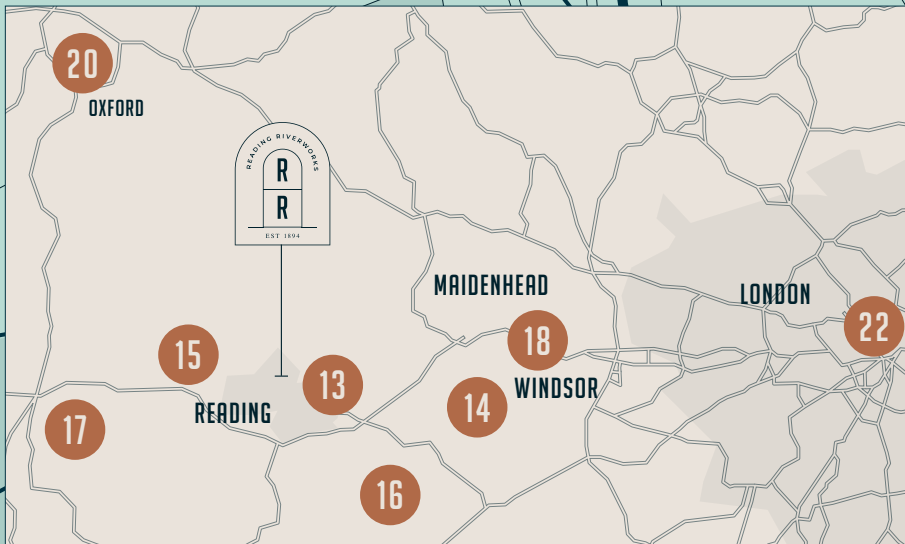 20
OXFORD
READING RIVERWORKS
R
R
EST 1894
MAIDENHEAD
LONDON
22
18
15
13
WINDSOR
14
READING
17
16